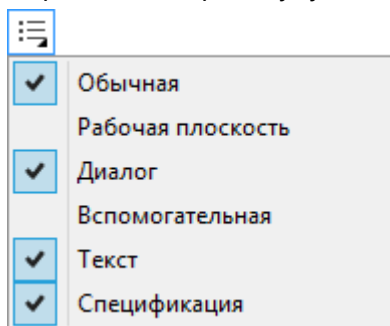 Обычная
Рабочая плоскость
Диалог
Вспомогательная
Текст
Спецификация